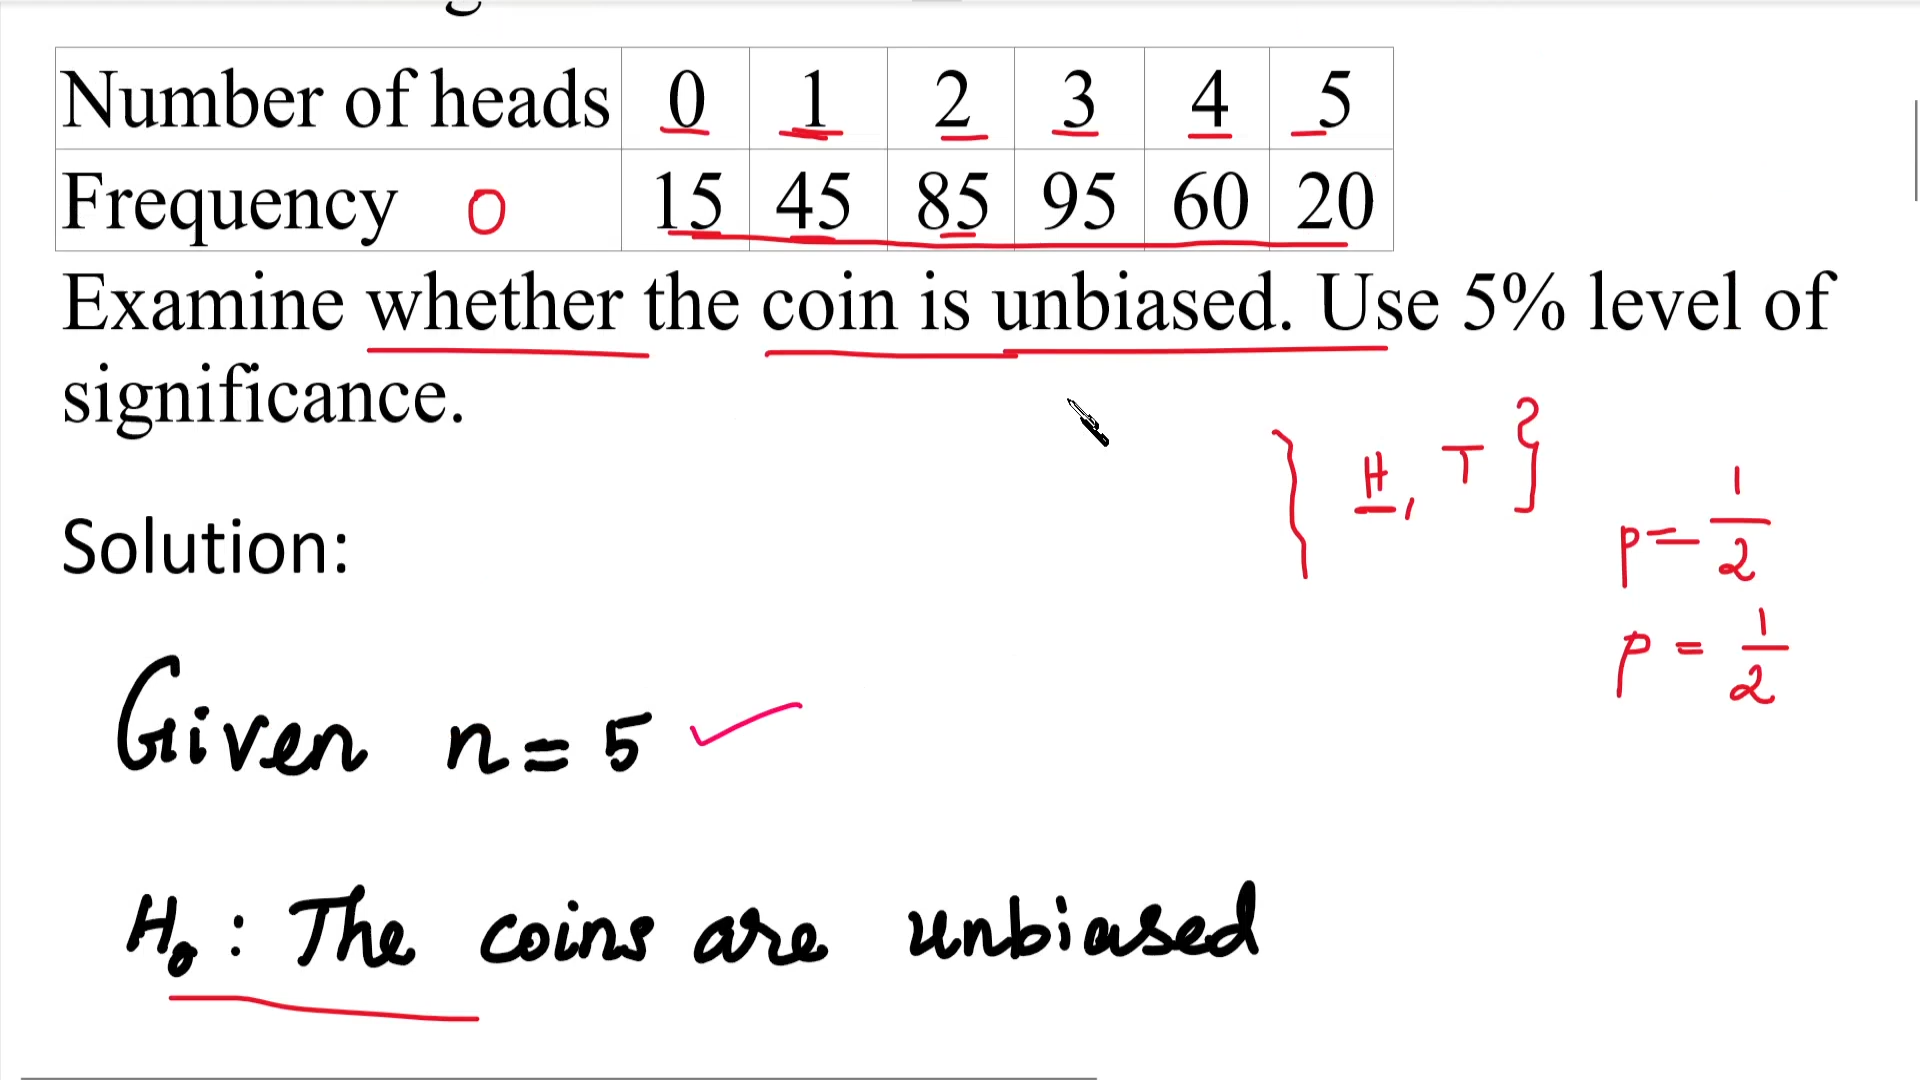 Number of heads 0 1 2 3 4 5
Frequency O 15 45 85 95 60 20
Examine whether the coin is unbiased. Use 5% level of
significance.
{ H, T }
p = 1/2
Solution:
p = 1/2
Given n = 5
H₀ : The coins are unbiased